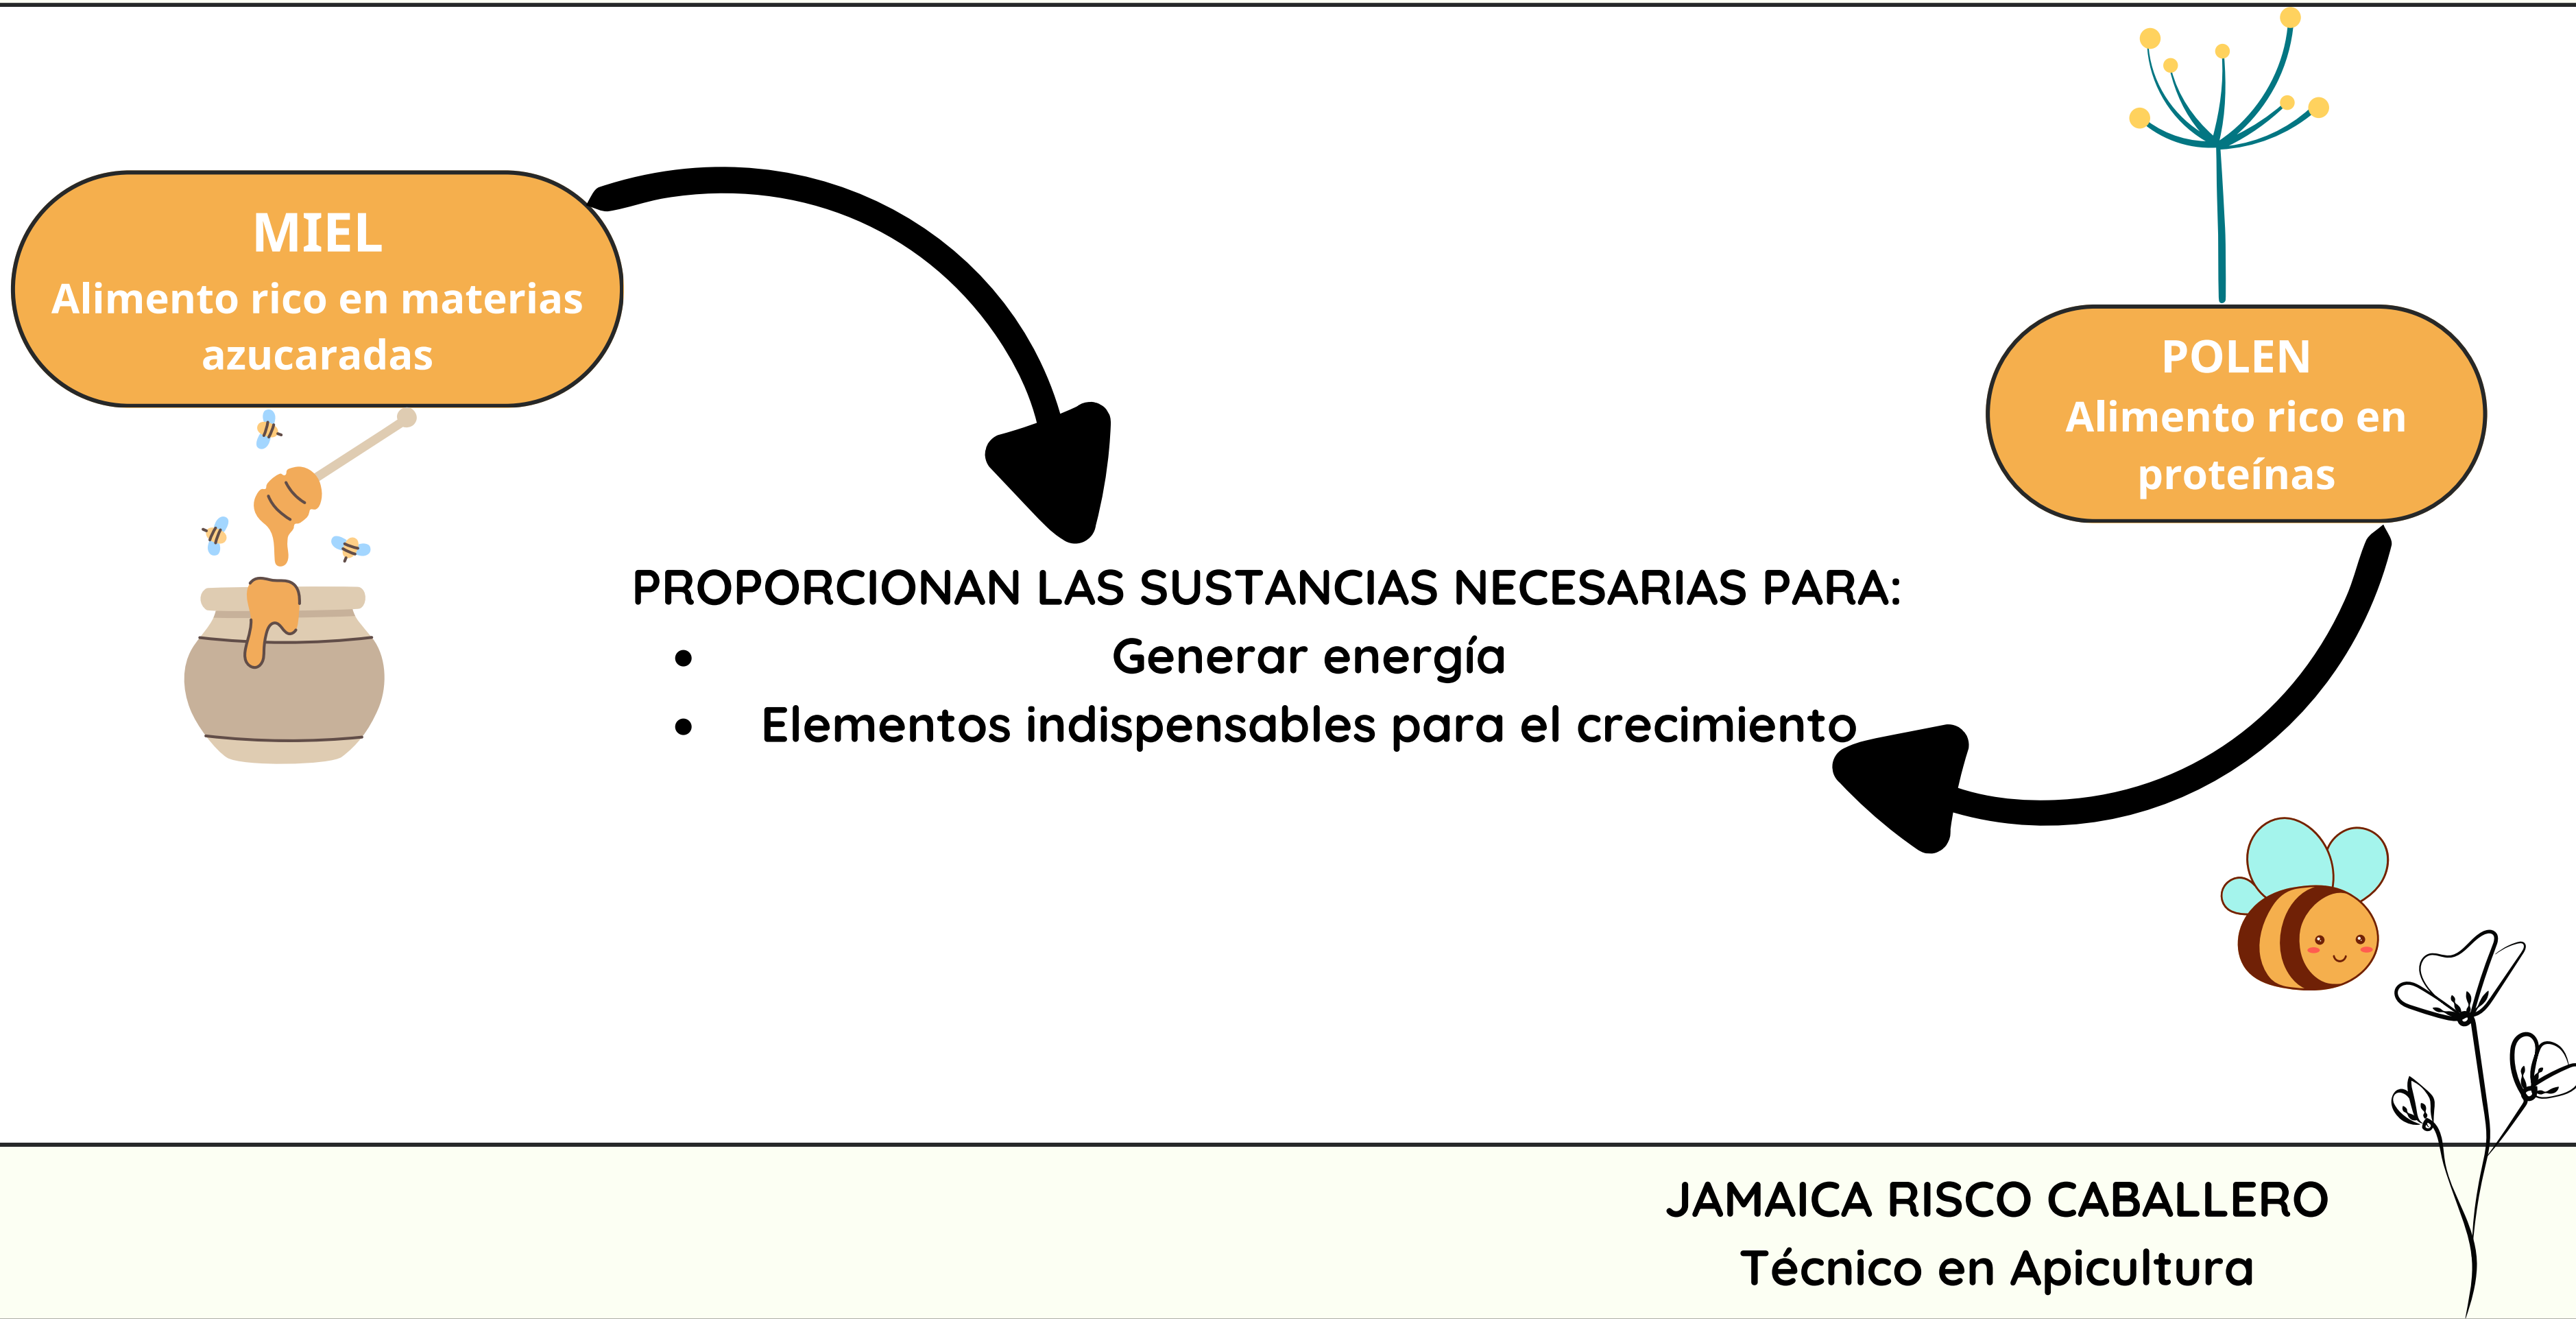 MIEL
Alimento rico en materias
azucaradas
POLEN
Alimento rico en
proteínas
PROPORCIONAN LAS SUSTANCIAS NECESARIAS PARA:
• Generar energía
• Elementos indispensables para el crecimiento
JAMAICA RISCO CABALLERO
Técnico en Apicultura